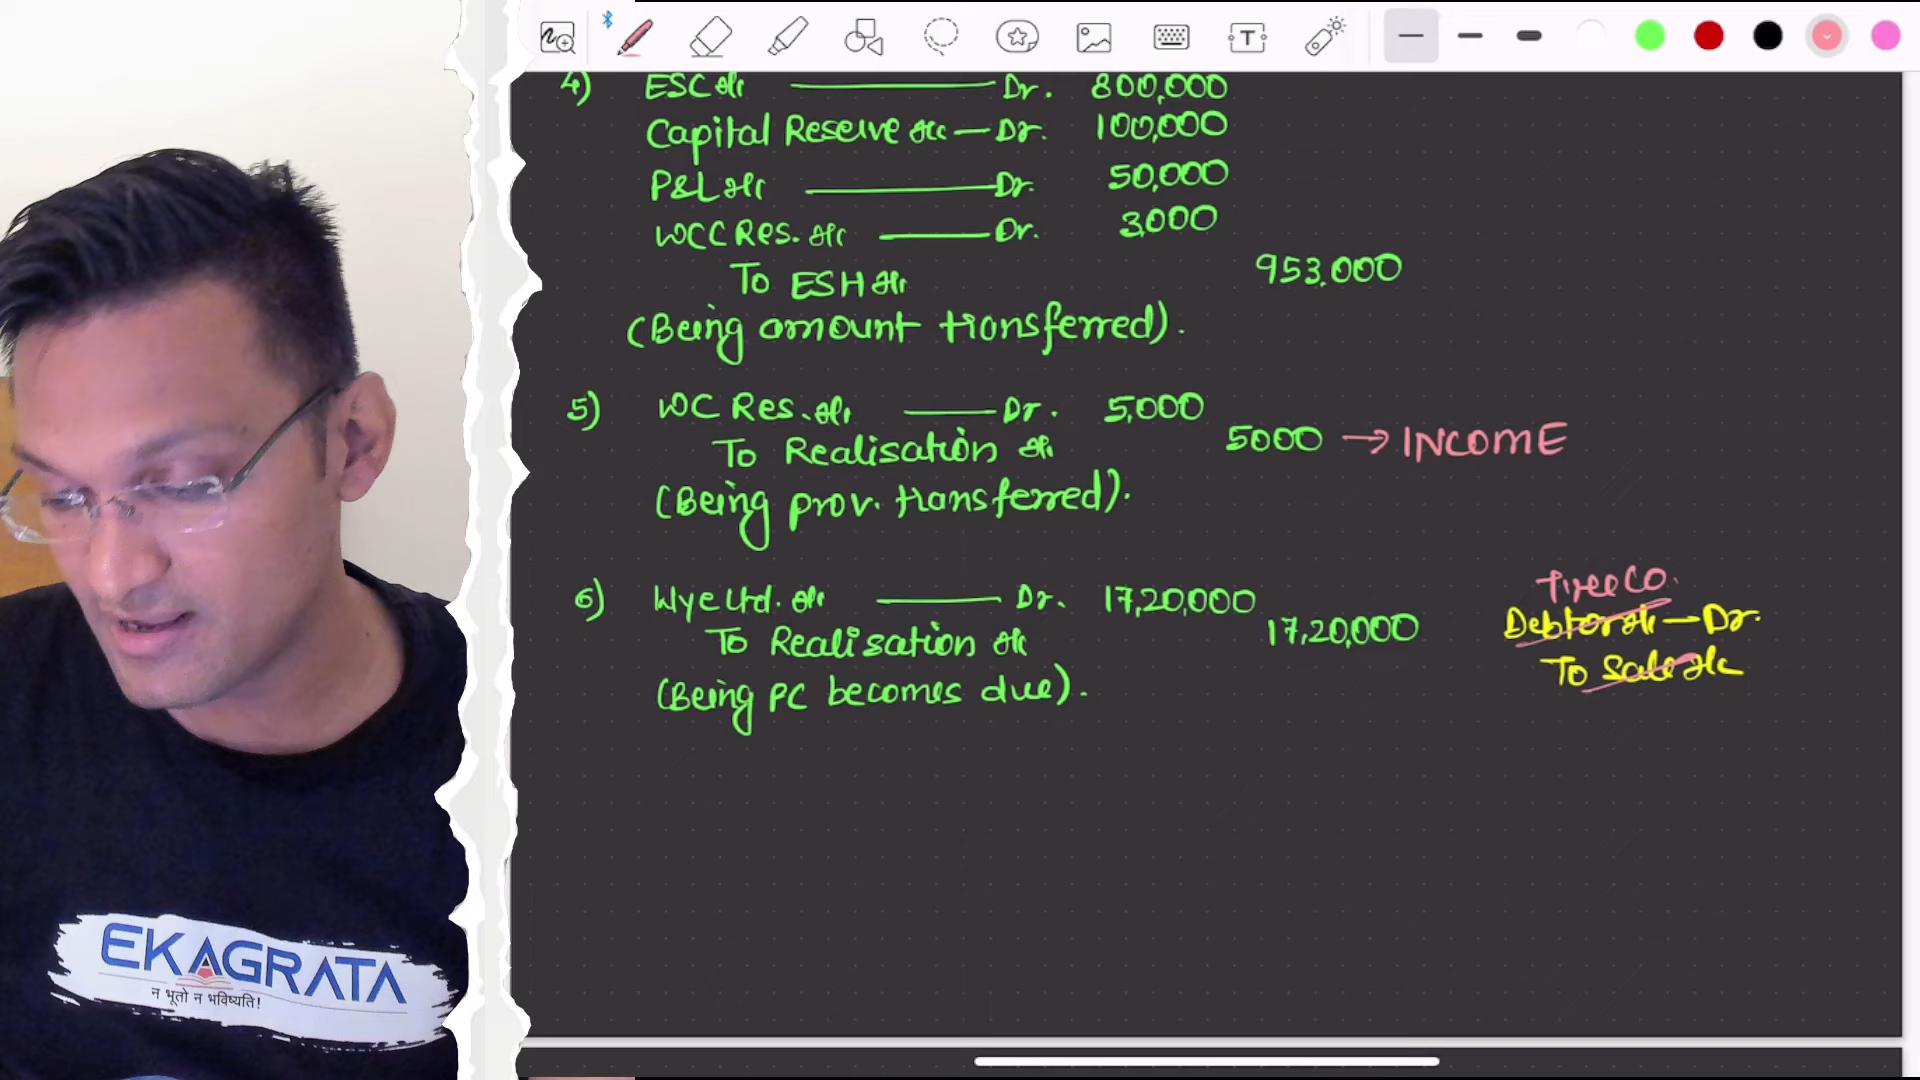 4) ESC A/c ——— Dr. 800,000
Capital Reserve A/c — Dr. 100,000
P&L A/c ——— Dr. 50,000
WCC Res. A/c ——— Dr. 3,000
To ESH A/c 953,000
(Being amount transferred).
5) WC Res. A/c —— Dr. 5,000
To Realisation A/c 5000 → INCOME
(Being prov. transferred).
6) Wye Ltd. A/c ——— Dr. 17,20,000
To Realisation A/c 17,20,000
(Being PC becomes due).
Tree Co.
Debtor A/c — Dr.
To Sale A/c
EKAGRATA
न भूतो न भविष्यति!
T